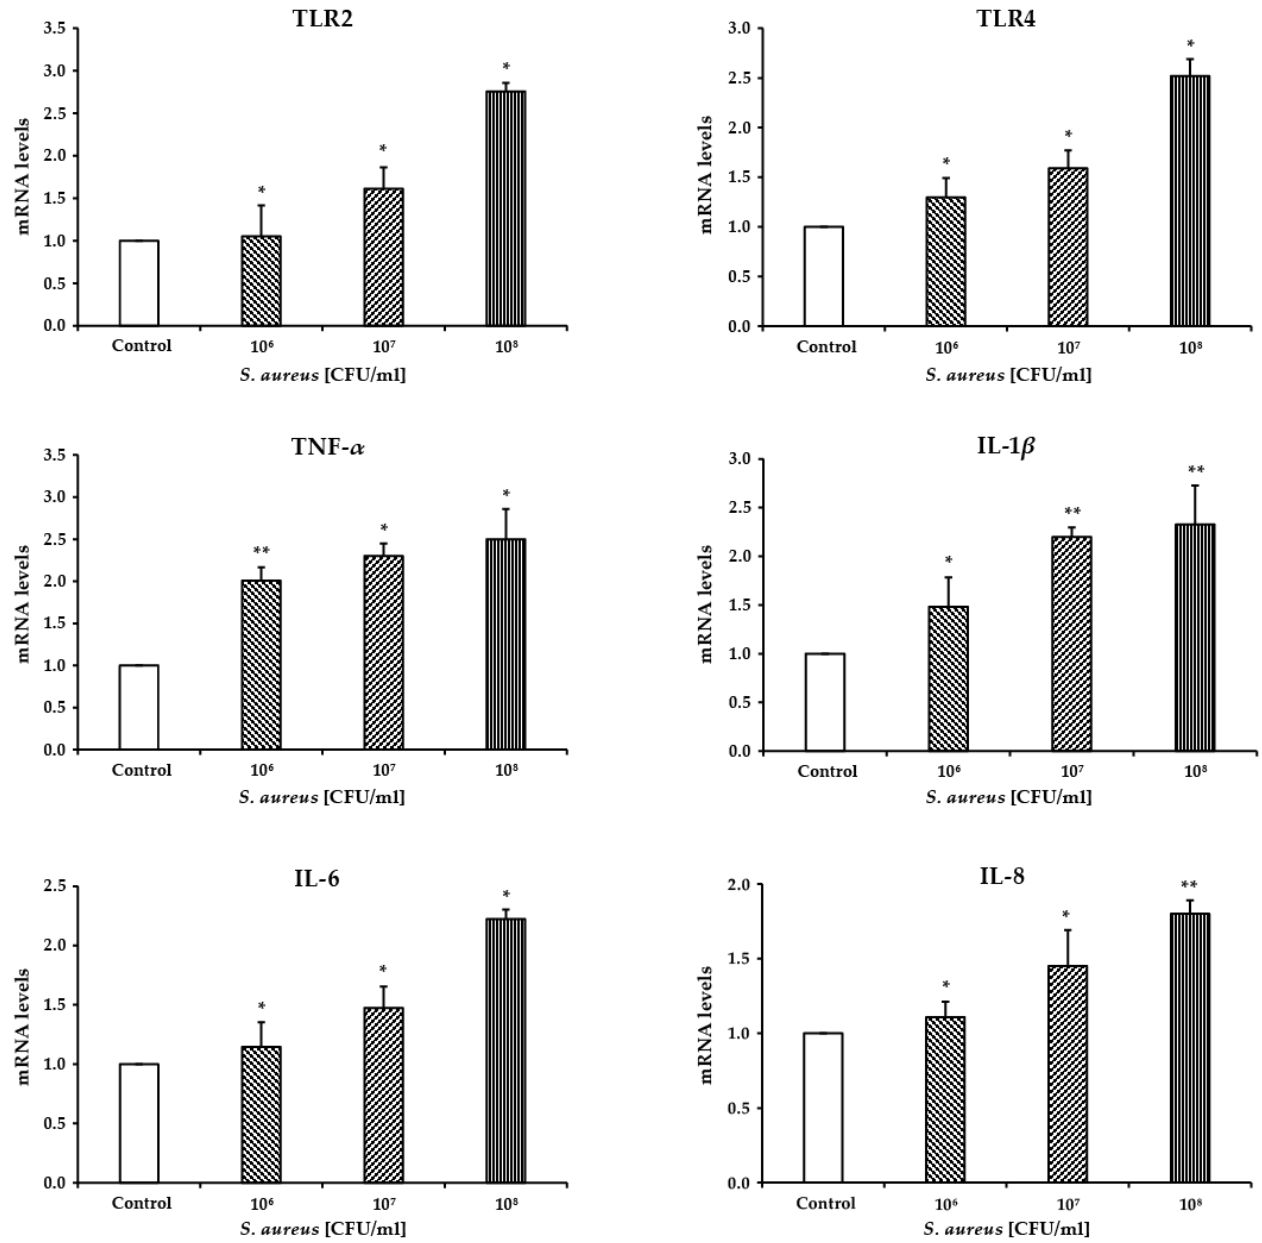 TLR2
3.5
3.0
2.5
2.0
1.5
1.0
0.5
0.0
mRNA levels
*
*
*
Control 10⁶ 10⁷ 10⁸
S. aureus [CFU/ml]
TLR4
3.0
2.5
2.0
1.5
1.0
0.5
0.0
mRNA levels
*
*
*
Control 10⁶ 10⁷ 10⁸
S. aureus [CFU/ml]
TNF-α
3.5
3.0
2.5
2.0
1.5
1.0
0.5
0.0
mRNA levels
**
*
*
Control 10⁶ 10⁷ 10⁸
S. aureus [CFU/ml]
IL-1β
3.0
2.5
2.0
1.5
1.0
0.5
0.0
mRNA levels
*
**
**
Control 10⁶ 10⁷ 10⁸
S. aureus [CFU/ml]
IL-6
2.5
2.0
1.5
1.0
0.5
0.0
mRNA levels
*
*
*
Control 10⁶ 10⁷ 10⁸
S. aureus [CFU/ml]
IL-8
2.0
1.5
1.0
0.5
0.0
mRNA levels
*
*
**
Control 10⁶ 10⁷ 10⁸
S. aureus [CFU/ml]